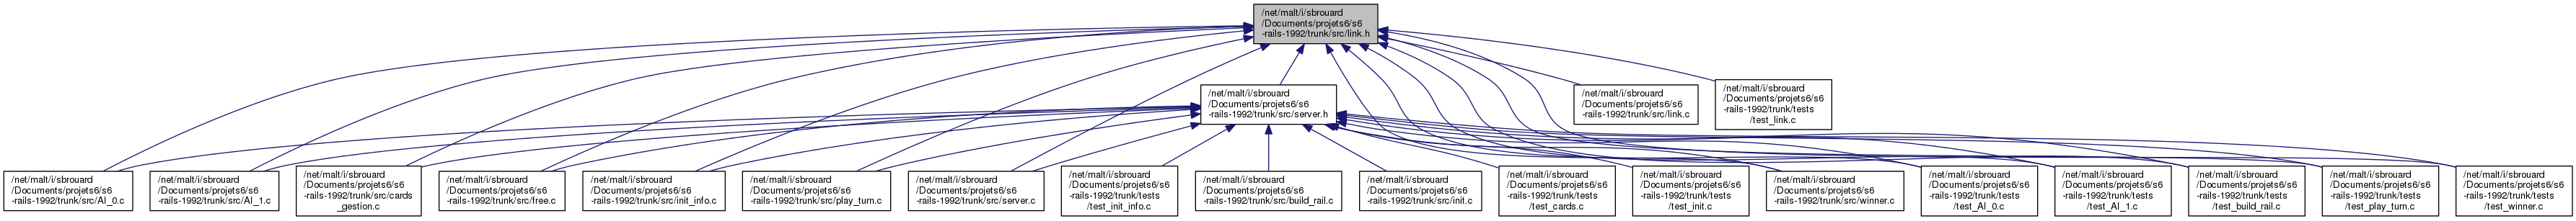 /net/malt/i/sbrouard
/Documents/projets6/s6
-rails-1992/trunk/src/link.h
/net/malt/i/sbrouard
/Documents/projets6/s6
-rails-1992/trunk/src/server.h
/net/malt/i/sbrouard
/Documents/projets6/s6
-rails-1992/trunk/src/link.c
/net/malt/i/sbrouard
/Documents/projets6/s6
-rails-1992/trunk/tests
/test_link.c
/net/malt/i/sbrouard
/Documents/projets6/s6
-rails-1992/trunk/src/AI_0.c
/net/malt/i/sbrouard
/Documents/projets6/s6
-rails-1992/trunk/src/AI_1.c
/net/malt/i/sbrouard
/Documents/projets6/s6
-rails-1992/trunk/src/cards
_gestion.c
/net/malt/i/sbrouard
/Documents/projets6/s6
-rails-1992/trunk/src/free.c
/net/malt/i/sbrouard
/Documents/projets6/s6
-rails-1992/trunk/src/init_info.c
/net/malt/i/sbrouard
/Documents/projets6/s6
-rails-1992/trunk/src/play_turn.c
/net/malt/i/sbrouard
/Documents/projets6/s6
-rails-1992/trunk/src/server.c
/net/malt/i/sbrouard
/Documents/projets6/s6
-rails-1992/trunk/tests
/test_init_info.c
/net/malt/i/sbrouard
/Documents/projets6/s6
-rails-1992/trunk/src/build_rail.c
/net/malt/i/sbrouard
/Documents/projets6/s6
-rails-1992/trunk/src/init.c
/net/malt/i/sbrouard
/Documents/projets6/s6
-rails-1992/trunk/tests
/test_cards.c
/net/malt/i/sbrouard
/Documents/projets6/s6
-rails-1992/trunk/tests
/test_init.c
/net/malt/i/sbrouard
/Documents/projets6/s6
-rails-1992/trunk/src/winner.c
/net/malt/i/sbrouard
/Documents/projets6/s6
-rails-1992/trunk/tests
/test_AI_0.c
/net/malt/i/sbrouard
/Documents/projets6/s6
-rails-1992/trunk/tests
/test_AI_1.c
/net/malt/i/sbrouard
/Documents/projets6/s6
-rails-1992/trunk/tests
/test_build_rail.c
/net/malt/i/sbrouard
/Documents/projets6/s6
-rails-1992/trunk/tests
/test_play_turn.c
/net/malt/i/sbrouard
/Documents/projets6/s6
-rails-1992/trunk/tests
/test_winner.c